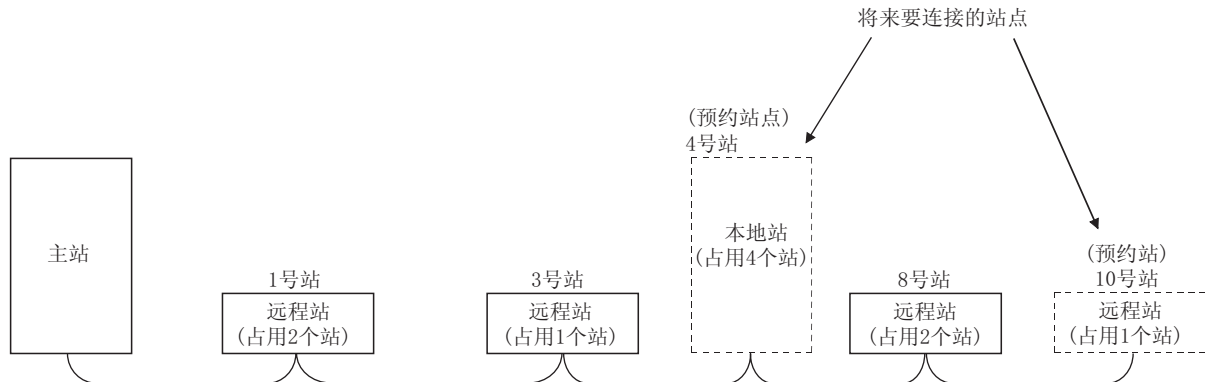 将来要连接的站点
(预约站点)
4号站
主站
本地站
(占用4个站)
(预约站)
10号站
1号站
3号站
8号站
远程站
(占用2个站)
远程站
(占用1个站)
远程站
(占用2个站)
远程站
(占用1个站)